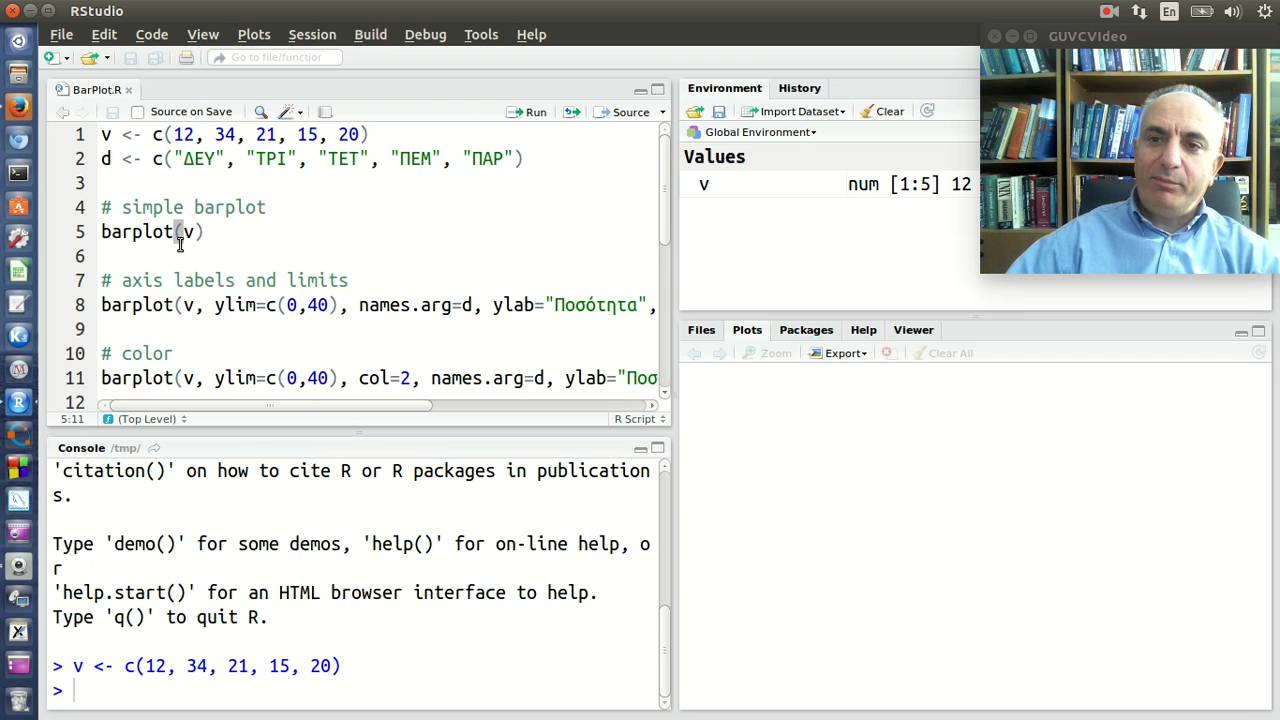 RStudio
En
File Edit Code View Plots Session Build Debug Tools Help
GUVCVIdeo
Go to file/function
BarPlot.R
Source on Save
Run
Source
1 v <- c(12, 34, 21, 15, 20)
2 d <- c("ΔΕΥ", "ΤΡΙ", "ΤΕΤ", "ΠΕΜ", "ΠΑΡ")
3
4 # simple barplot
5 barplot(v)
6
7 # axis labels and limits
8 barplot(v, ylim=c(0,40), names.arg=d, ylab="Ποσότητα",
9
10 # color
11 barplot(v, ylim=c(0,40), col=2, names.arg=d, ylab="Ποσ
12
5:11 (Top Level) R Script
Console /tmp/
'citation()' on how to cite R or R packages in publication
s.
Type 'demo()' for some demos, 'help()' for on-line help, o
r
'help.start()' for an HTML browser interface to help.
Type 'q()' to quit R.
> v <- c(12, 34, 21, 15, 20)
>
Environment History
Import Dataset Clear
Global Environment
Values
v num [1:5] 12
Files Plots Packages Help Viewer
Zoom Export Clear All